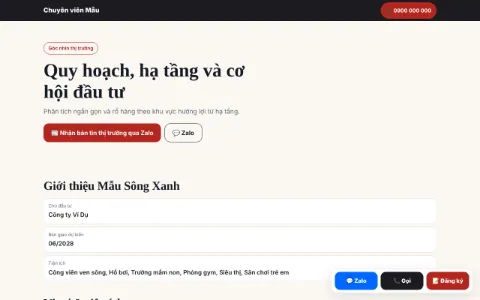 Chuyên viên Mẫu
0900 000 000
Góc nhìn thị trường
Quy hoạch, hạ tầng và cơ
hội đầu tư
Phân tích ngắn gọn và rổ hàng theo khu vực hưởng lợi từ hạ tầng.
📰 Nhận bản tin thị trường qua Zalo
💬 Zalo
Giới thiệu Mẫu Sông Xanh
Chủ đầu tư
Công ty Ví Dụ
Bàn giao dự kiến
06/2028
Tiện ích
Công viên ven sông, Hồ bơi, Trường mầm non, Phòng gym, Siêu thị, Sân chơi trẻ em
💬 Zalo
📞 Gọi
📝 Đăng ký